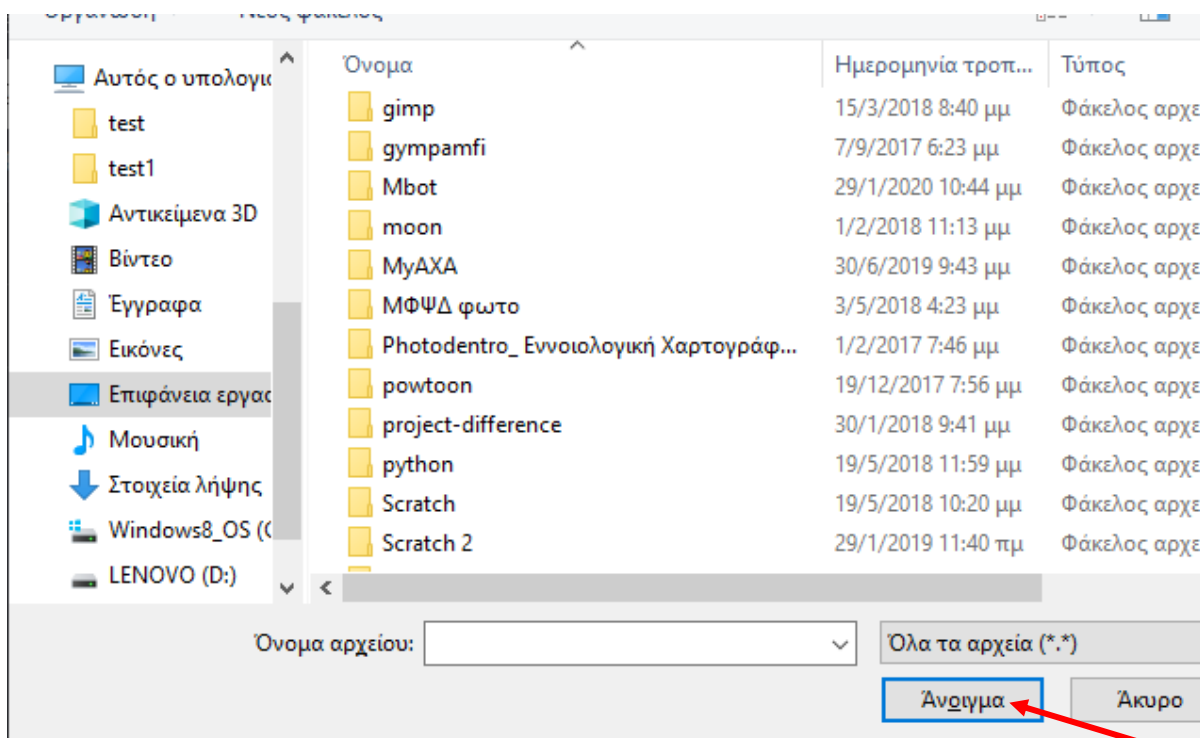 Όνομα Ημερομηνία τροπ... Τύπος
Αυτός ο υπολογισ
test
test1
Αντικείμενα 3D
Βίντεο
Έγγραφα
Εικόνες
Επιφάνεια εργασ
Μουσική
Στοιχεία λήψης
Windows8_OS (C
LENOVO (D:)
gimp 15/3/2018 8:40 μμ Φάκελος αρχε
gympamfi 7/9/2017 6:23 μμ Φάκελος αρχε
Mbot 29/1/2020 10:44 μμ Φάκελος αρχε
moon 1/2/2018 11:13 μμ Φάκελος αρχε
MyAXA 30/6/2019 9:43 μμ Φάκελος αρχε
ΜΦΨΔ φωτο 3/5/2018 4:23 μμ Φάκελος αρχε
Photodentro_ Εννοιολογική Χαρτογράφ... 1/2/2017 7:46 μμ Φάκελος αρχε
powtoon 19/12/2017 7:56 μμ Φάκελος αρχε
project-difference 30/1/2018 9:41 μμ Φάκελος αρχε
python 19/5/2018 11:59 μμ Φάκελος αρχε
Scratch 19/5/2018 10:20 μμ Φάκελος αρχε
Scratch 2 29/1/2019 11:40 πμ Φάκελος αρχε
Όνομα αρχείου: Όλα τα αρχεία (*.*)
Άνοιγμα Άκυρο